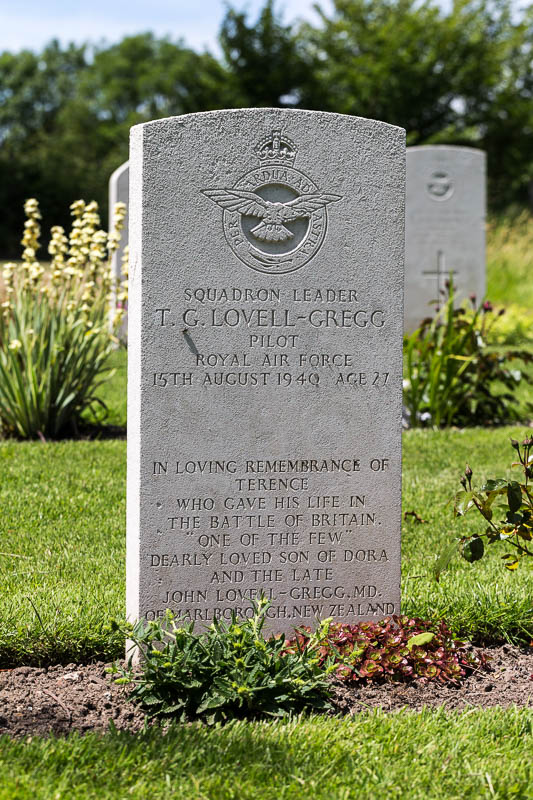 PER ARDUA AD ASTRA
SQUADRON LEADER
T. G. LOVELL-GREGG
PILOT
ROYAL AIR FORCE
15TH AUGUST 1940 AGE 27
IN LOVING REMEMBRANCE OF
TERENCE
WHO GAVE HIS LIFE IN
THE BATTLE OF BRITAIN.
"ONE OF THE FEW"
DEARLY LOVED SON OF DORA
AND THE LATE
JOHN LOVELL-GREGG, MD.
OF MARLBOROUGH, NEW ZEALAND